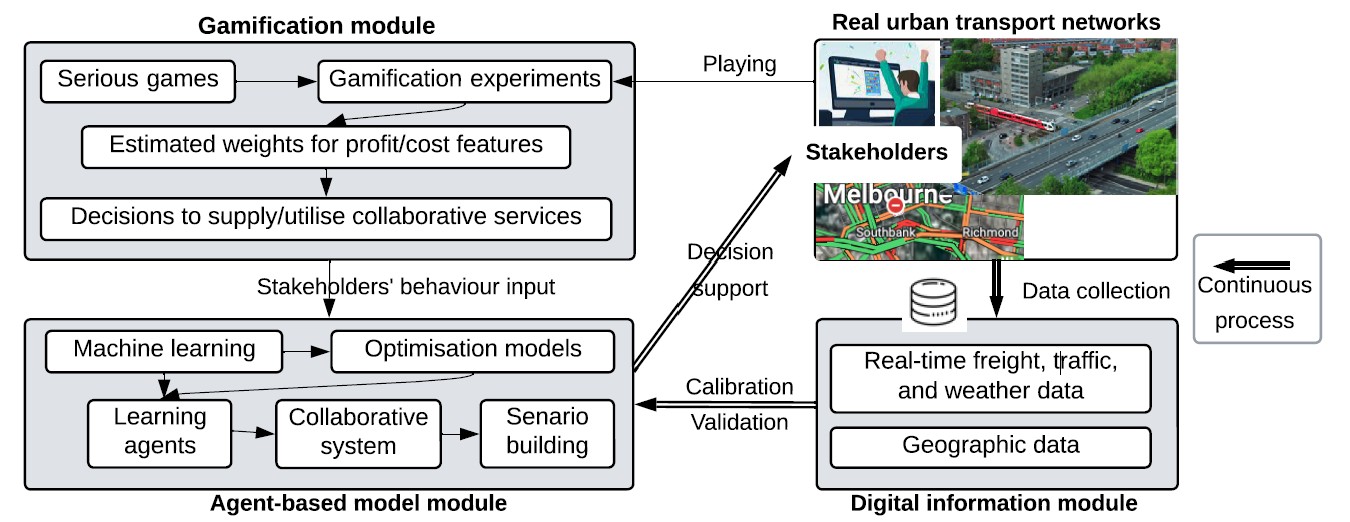 Gamification module
Serious games
Gamification experiments
Estimated weights for profit/cost features
Decisions to supply/utilise collaborative services
Playing
Real urban transport networks
Stakeholders
Melbourne
Southbank
Richmond
Stakeholders' behaviour input
Decision
support
Data collection
Continuous
process
Machine learning
Optimisation models
Learning
agents
Collaborative
system
Senario
building
Agent-based model module
Calibration
Validation
Real-time freight, traffic,
and weather data
Geographic data
Digital information module